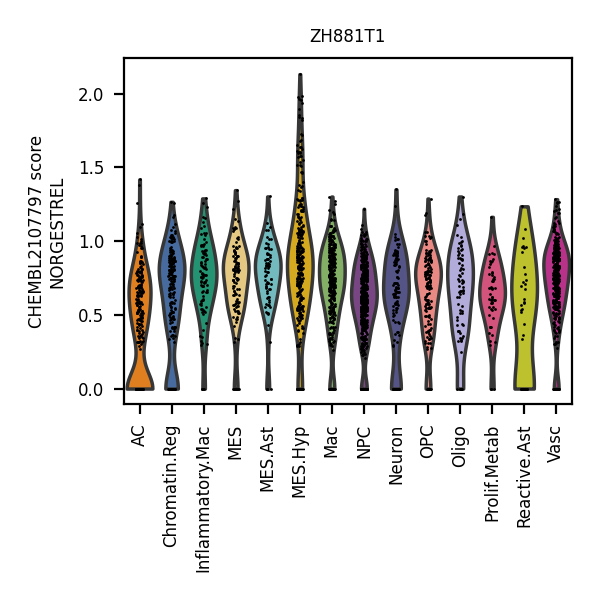 ZH881T1
CHEMBL2107797 score
NORGESTREL
2.0
1.5
1.0
0.5
0.0
AC
Chromatin.Reg
Inflammatory.Mac
MES
MES.Ast
MES.Hyp
Mac
NPC
Neuron
OPC
Oligo
Prolif.Metab
Reactive.Ast
Vasc